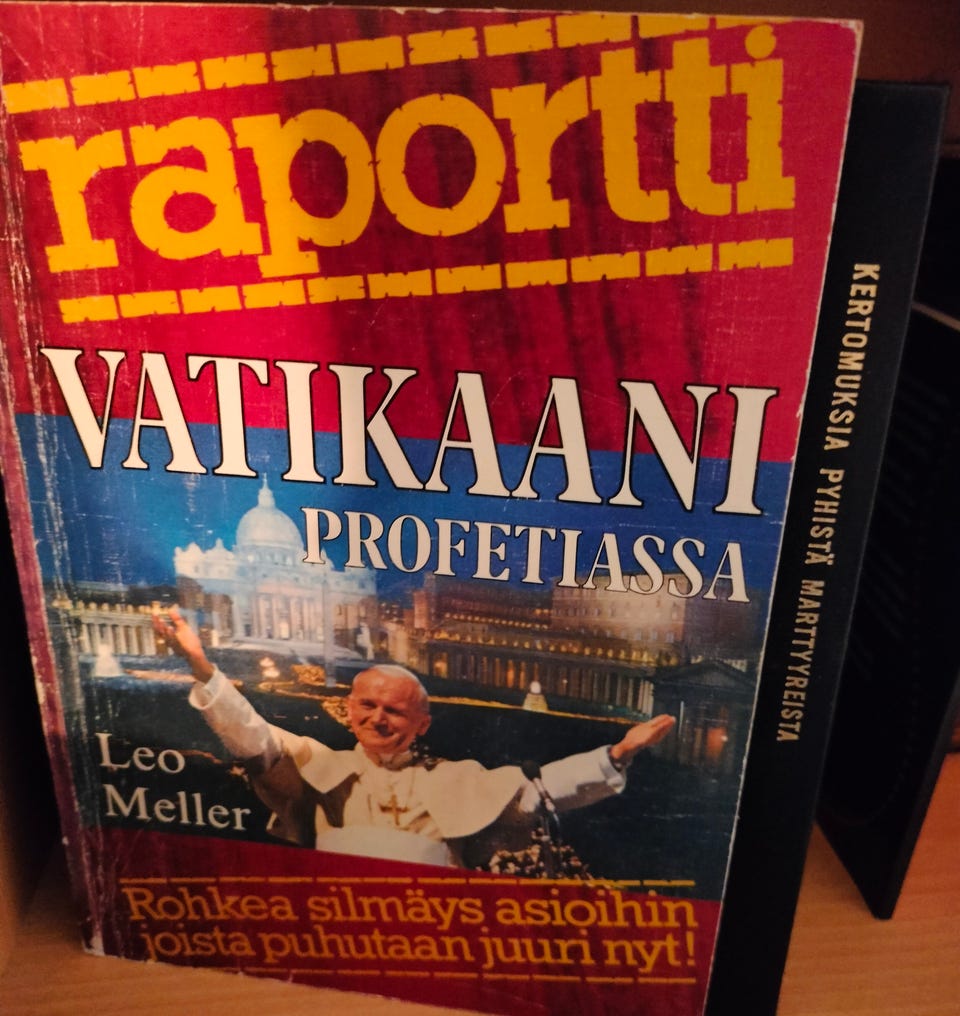 raportti
VATIKAANI
PROFETIASSA
Leo
Meller
Rohkea silmäys asioihin
joista puhutaan juuri nyt!
KERTOMUKSIA PYHISTÄ MARTTYYREISTA